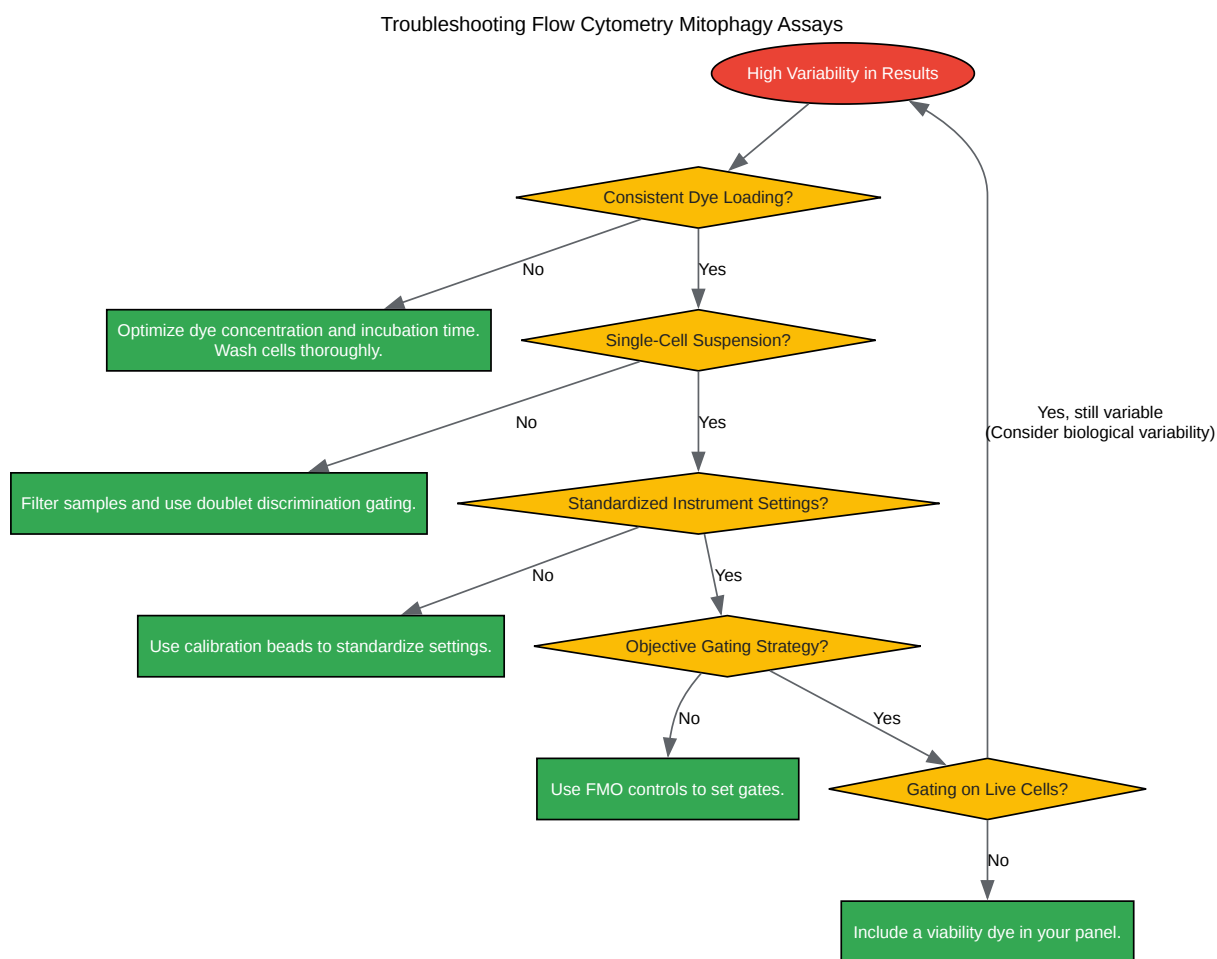 Troubleshooting Flow Cytometry Mitophagy Assays
High Variability in Results
Consistent Dye Loading?
No
Yes
Optimize dye concentration and incubation time.
Wash cells thoroughly.
Single-Cell Suspension?
Yes, still variable
(Consider biological variability)
No
Yes
Filter samples and use doublet discrimination gating.
Standardized Instrument Settings?
No
Yes
Use calibration beads to standardize settings.
Objective Gating Strategy?
No
Yes
Use FMO controls to set gates.
Gating on Live Cells?
No
Include a viability dye in your panel.